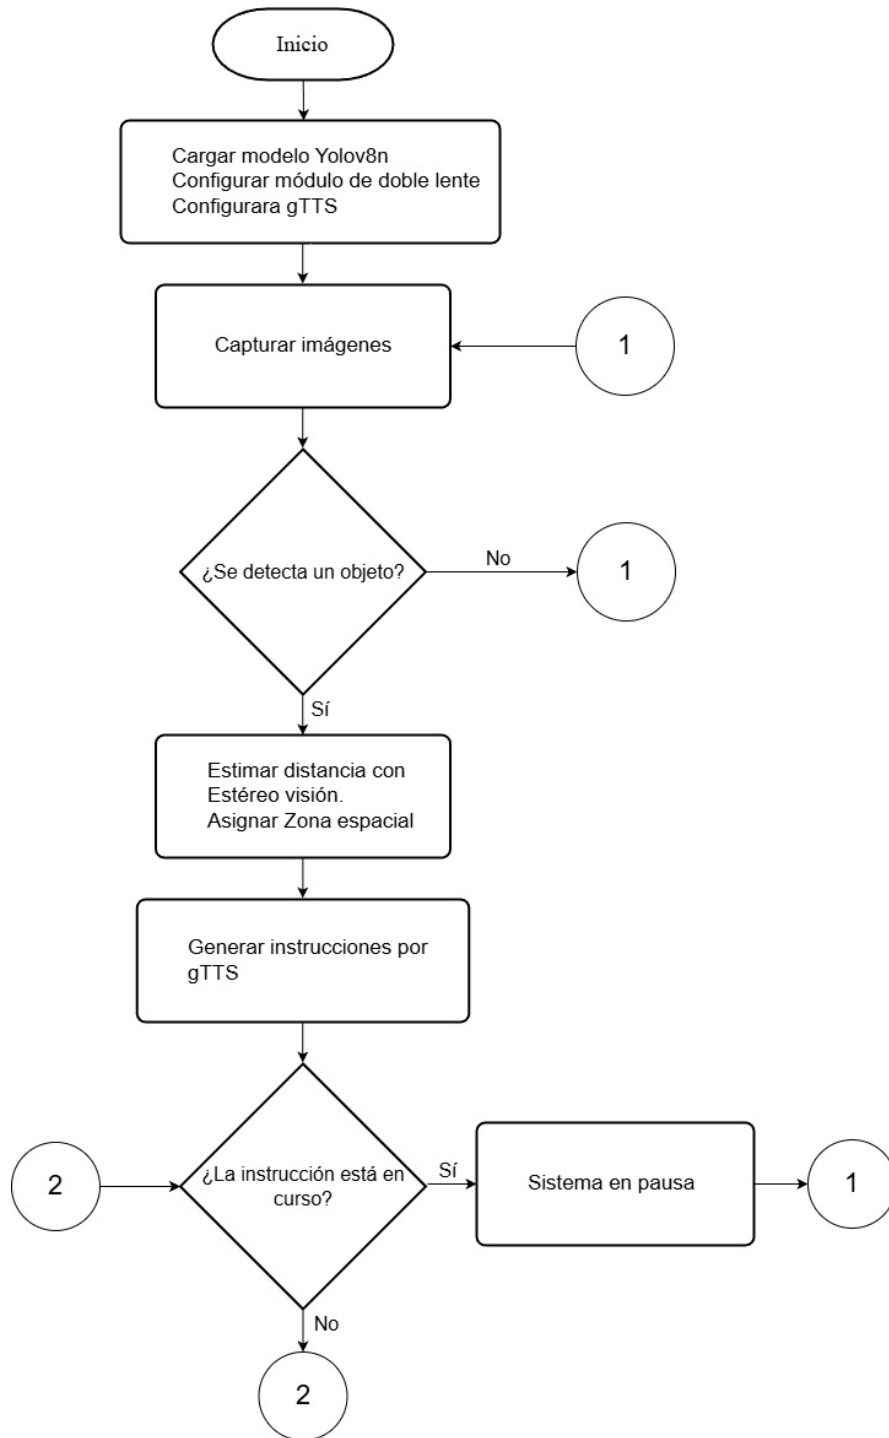 Inicio
Cargar modelo Yolov8n
Configurar módulo de doble lente
Configurara gTTS
Capturar imágenes
1
¿Se detecta un objeto?
No
1
Sí
Estimar distancia con
Estéreo visión.
Asignar Zona espacial
Generar instrucciones por
gTTS
2
¿La instrucción está en
curso?
Sí
Sistema en pausa
1
No
2